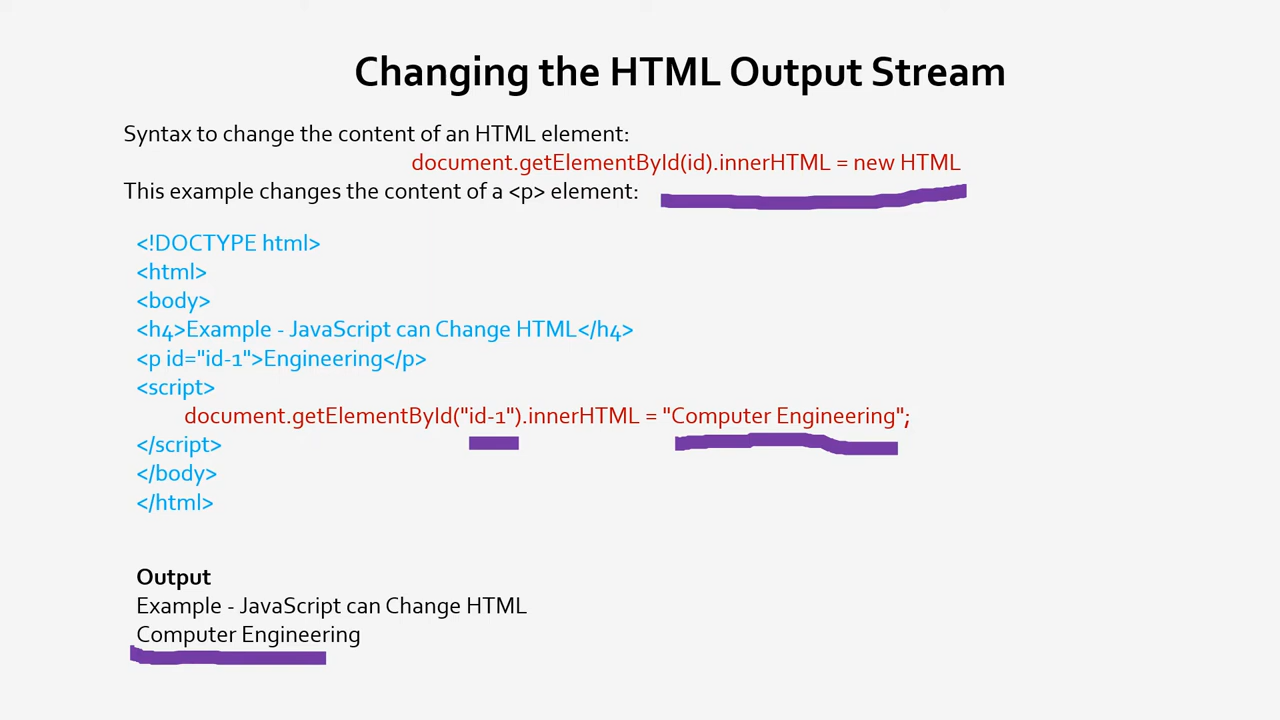 Changing the HTML Output Stream
Syntax to change the content of an HTML element:
document.getElementById(id).innerHTML = new HTML
This example changes the content of a <p> element:
<!DOCTYPE html>
<html>
<body>
<h4>Example - JavaScript can Change HTML</h4>
<p id="id-1">Engineering</p>
<script>
document.getElementById("id-1").innerHTML = "Computer Engineering";
</script>
</body>
</html>
Output
Example - JavaScript can Change HTML
Computer Engineering